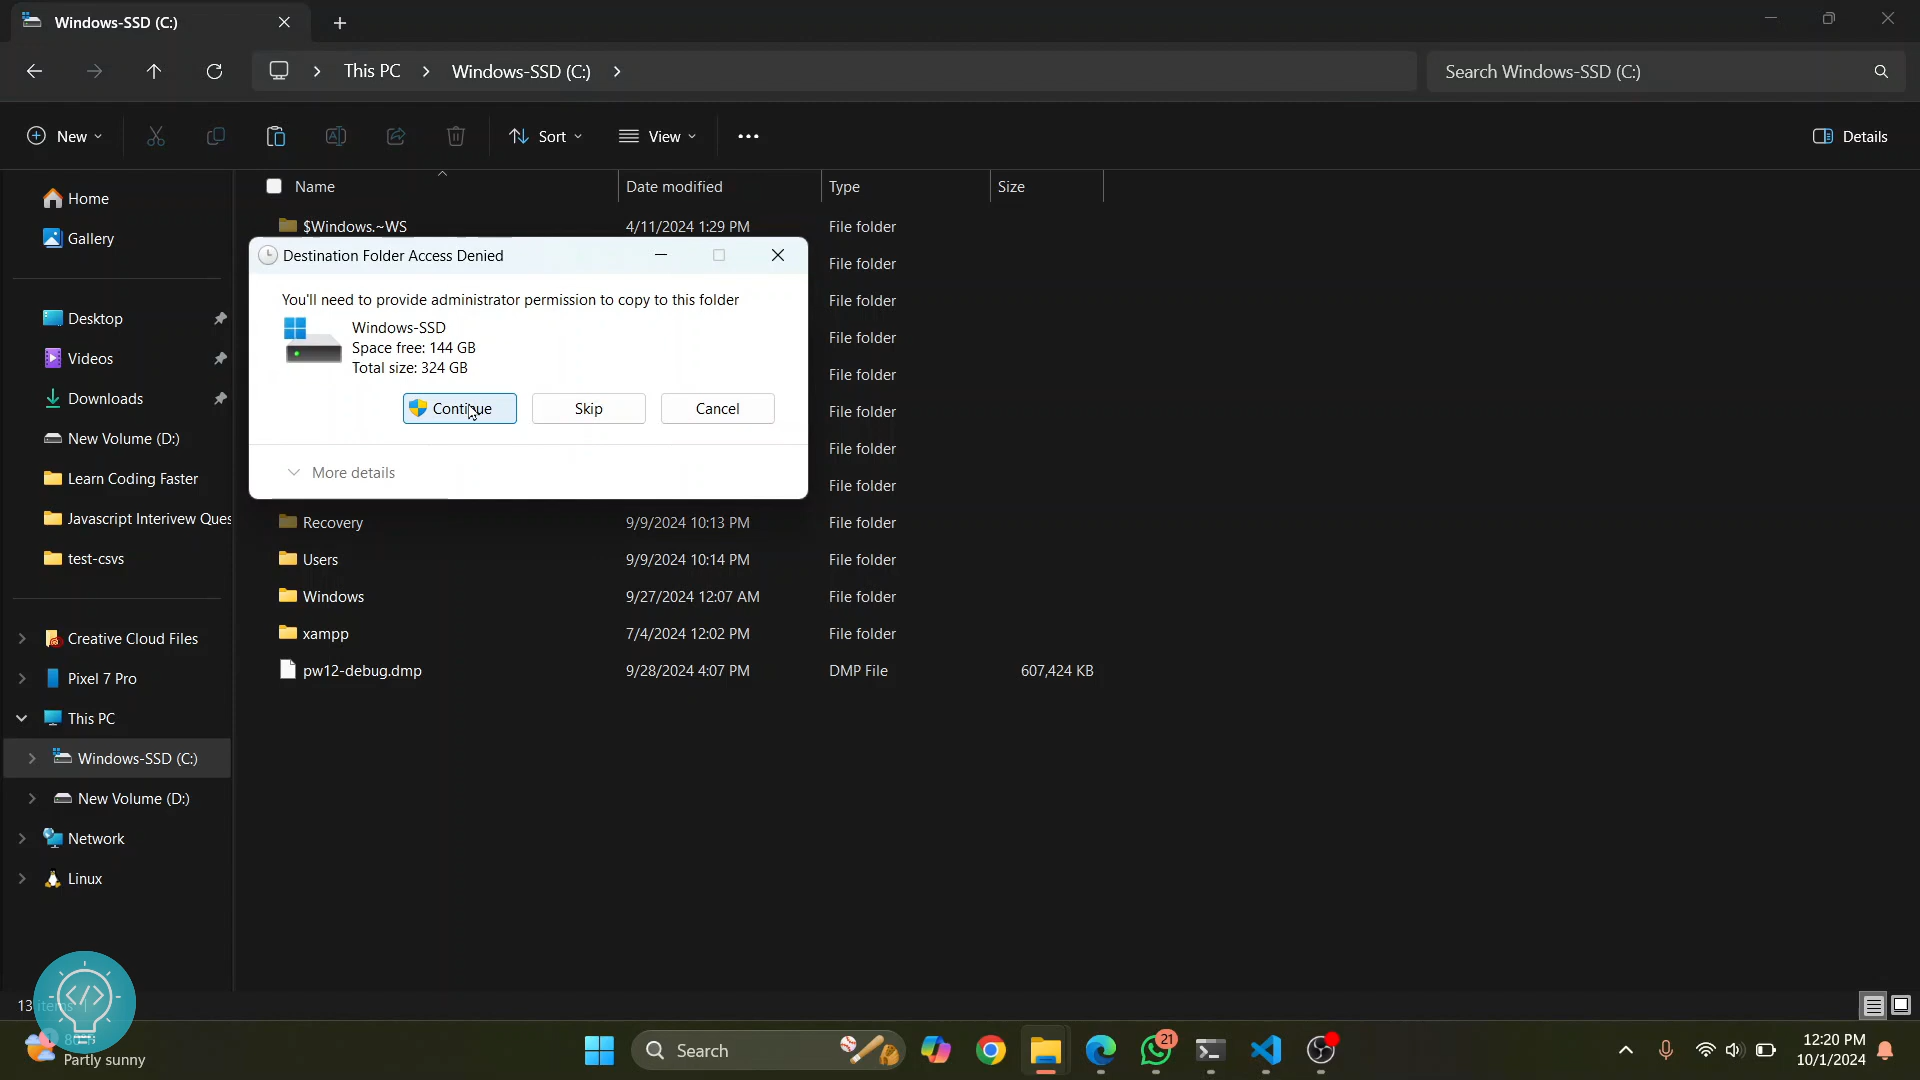 Windows-SSD (C:)
This PC
Windows-SSD (C:)
Search Windows-SSD (C:)
New
Sort
View
Details
Home
Gallery
Desktop
Videos
Downloads
New Volume (D:)
Learn Coding Faster
Javascript Interivew Ques
test-csvs
Creative Cloud Files
Pixel 7 Pro
This PC
Windows-SSD (C:)
New Volume (D:)
Network
Linux
Name Date modified Type Size
$Windows.~WS 4/11/2024 1:29 PM File folder
File folder
File folder
File folder
File folder
File folder
File folder
File folder
Recovery 9/9/2024 10:13 PM File folder
Users 9/9/2024 10:14 PM File folder
Windows 9/27/2024 12:07 AM File folder
xampp 7/4/2024 12:02 PM File folder
pw12-debug.dmp 9/28/2024 4:07 PM DMP File 607,424 KB
Destination Folder Access Denied
You'll need to provide administrator permission to copy to this folder
Windows-SSD
Space free: 144 GB
Total size: 324 GB
Continue Skip Cancel
More details
13 items
Partly sunny
Search
21
12:20 PM
10/1/2024